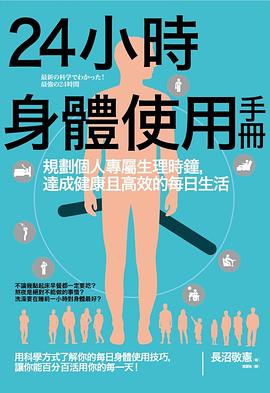 24小時
最新の科学でわかった！
最強の24時間
身體使用手冊
規劃個人專屬生理時鐘，
達成健康且高效的每日生活
不論幾點起床早餐都一定要吃？
熬夜是絕對不能做的事情？
洗澡要在睡前一小時對身體最好？
用科學方式了解你的每日身體使用技巧，
讓你能百分百活用你的每一天！
長沼敬憲